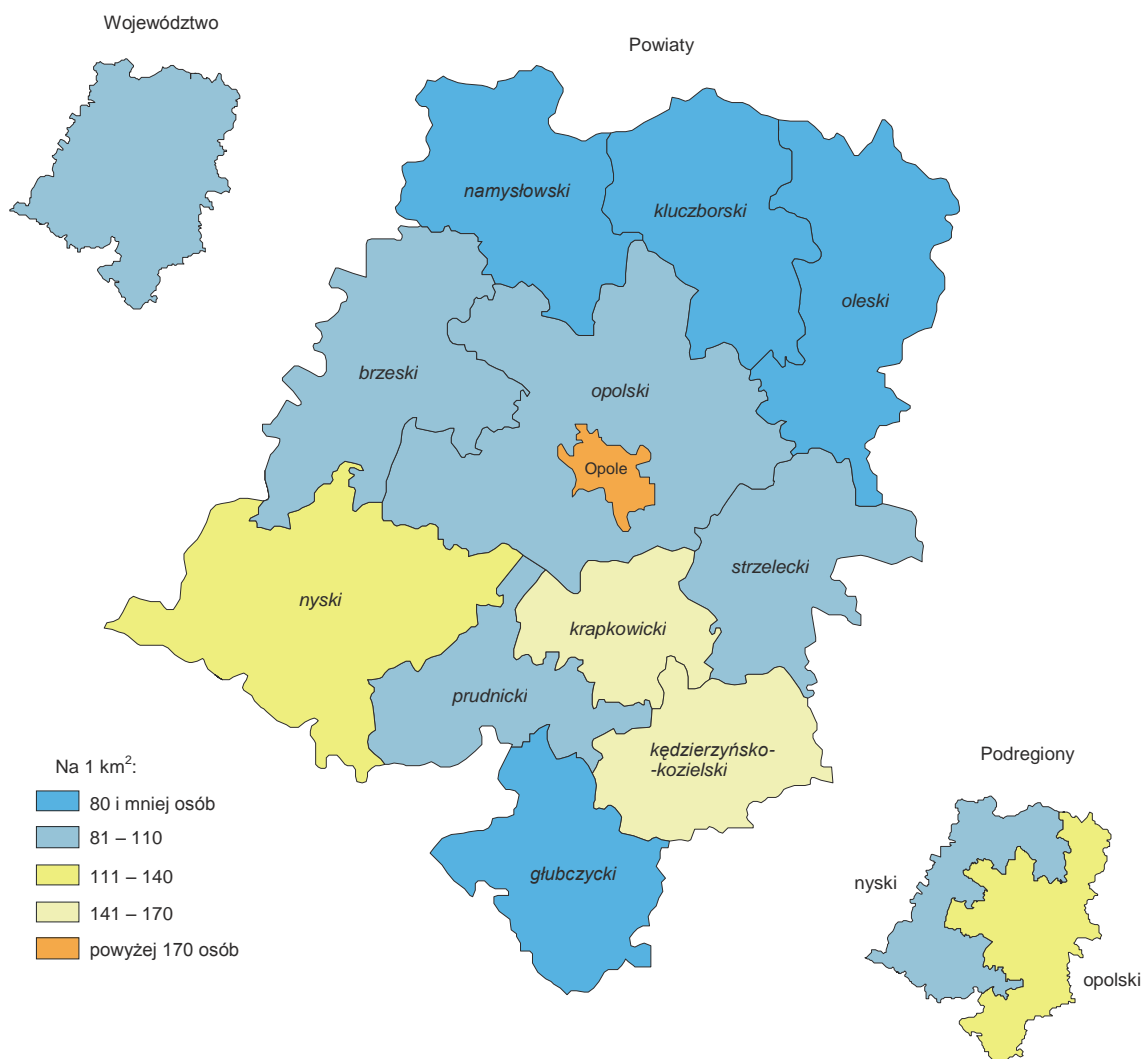 Województwo
Powiaty
namysłowski
kluczborski
oleski
brzeski
opolski
Opole
strzelecki
nyski
krapkowicki
prudnicki
kędzierzyńsko-
-kozielski
głubczycki
Na 1 km²:
80 i mniej osób
81 – 110
111 – 140
141 – 170
powyżej 170 osób
Podregiony
nyski
opolski